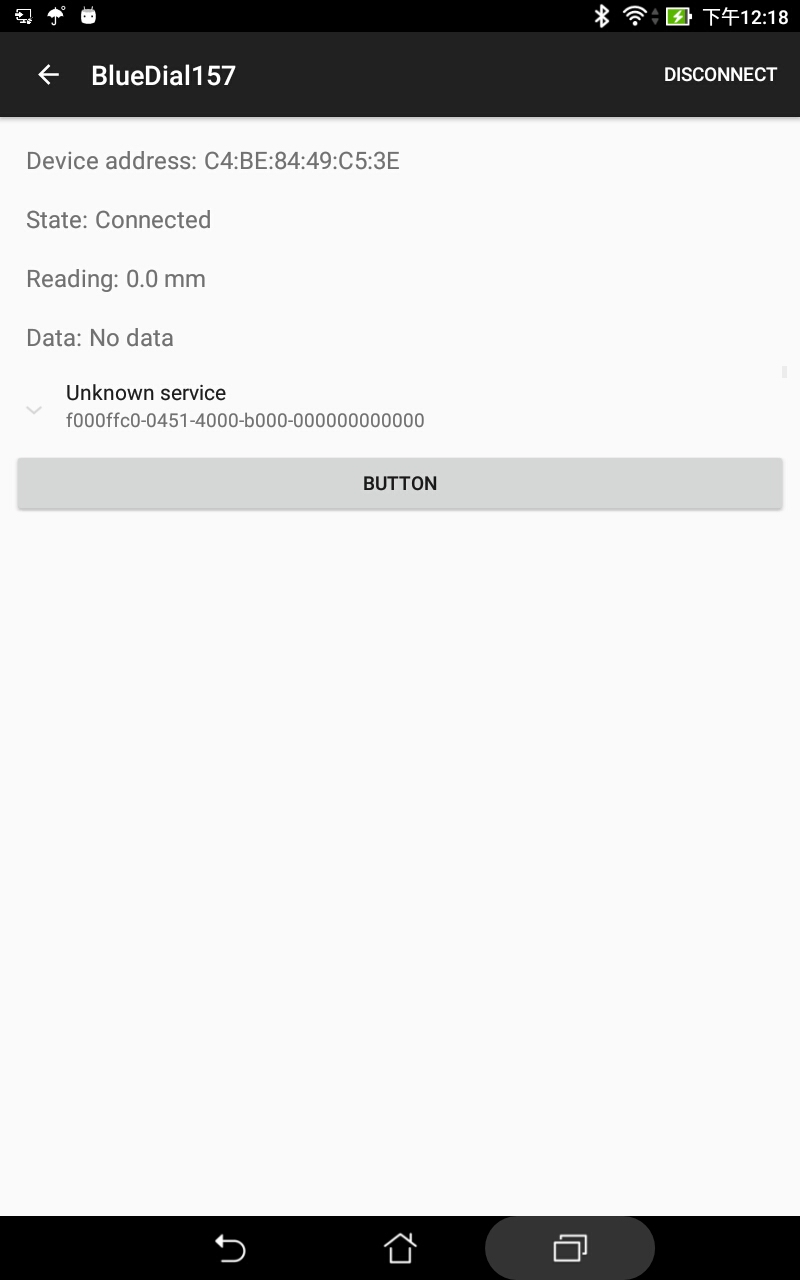 下午12:18
BlueDial157
DISCONNECT
Device address: C4:BE:84:49:C5:3E
State: Connected
Reading: 0.0 mm
Data: No data
Unknown service
f000ffc0-0451-4000-b000-000000000000
BUTTON